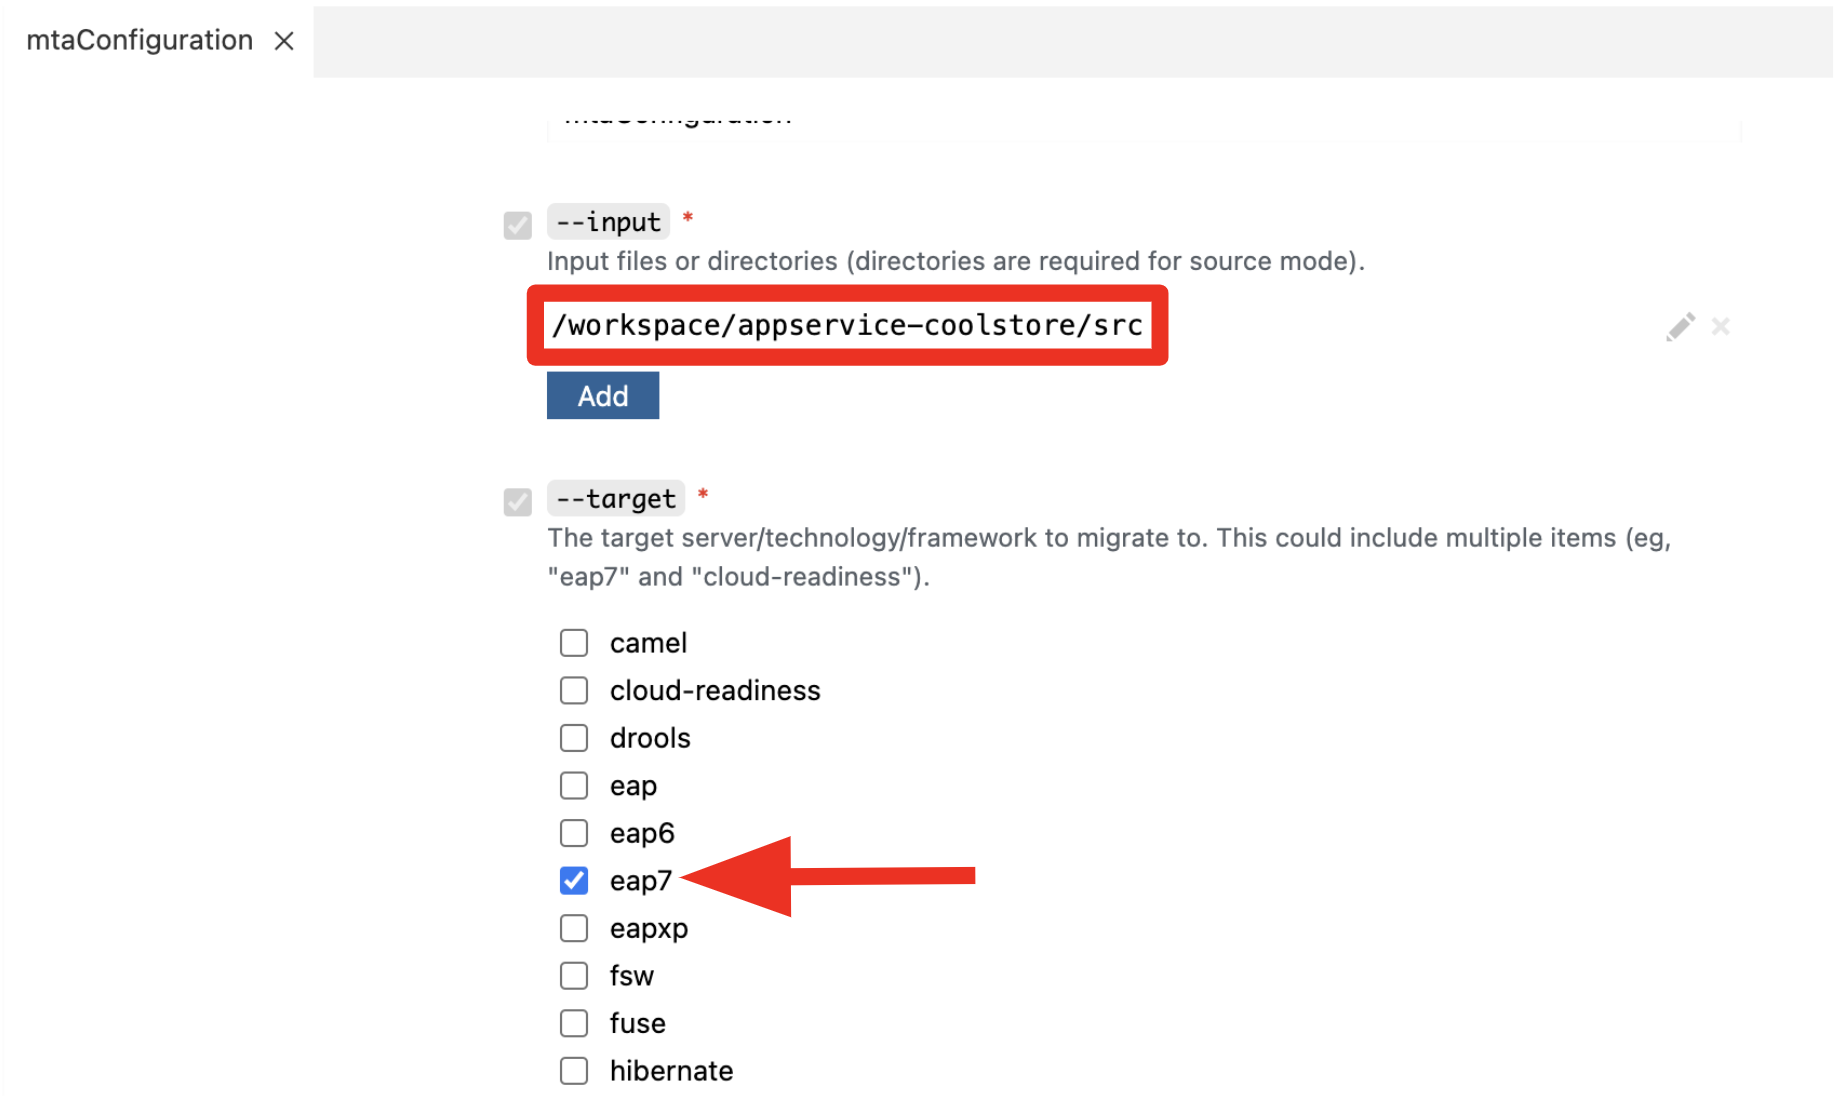 mtaConfiguration
mtaConfiguration
--input *
Input files or directories (directories are required for source mode).
/workspace/appservice-coolstore/src
Add
--target *
The target server/technology/framework to migrate to. This could include multiple items (eg,
"eap7" and "cloud-readiness").
camel
cloud-readiness
drools
eap
eap6
eap7
eapxp
fsw
fuse
hibernate